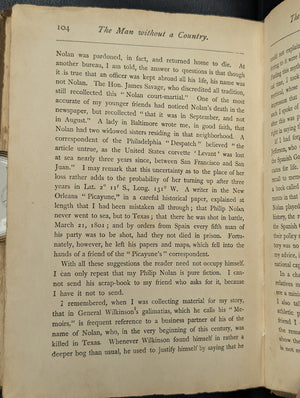 104
The Man without a Country.
Nolan was pardoned, in fact, and returned home to die. At
another bureau, I am told, the answer to questions is that though
it is true that an officer was kept abroad all his life, his name was
not Nolan. The Hon. James Savage, who discredited all tradition,
still recollected this "Nolan court-martial." One of the most
accurate of my younger friends had noticed Nolan's death in the
newspaper, but recollected "that it was in September, and not
in August." A lady in Baltimore wrote me, in good faith, that
Nolan had two widowed sisters residing in that neighborhood. A
correspondent of the Philadelphia "Despatch" believed "the
article untrue, as the United States corvette 'Levant' was lost
at sea nearly three since, between San Francisco and San
Juan." I may remark that this uncertainty as to the place of her
loss rather adds to the probability of her turning up after three
years in Lat. 2° 11' S., Long. 131° W. A writer in the New
Orleans "Picayune," in a careful historical paper, explained at
length that I had been mistaken all through; that Philip Nolan
never went to sea, but to Texas; that there he was shot in battle,
March 21, 1801; and by orders from Spain every fifth man of
his party was to be shot, had they not died in prison. Fortu-
nately, however, he left his papers and maps, which fell into the
hands of a friend of the "Picayune's" correspondent.
With all these suggestions the reader need not occupy himself.
I can only repeat that my Philip Nolan is pure fiction. I can-
not send his scrap-book to my friend who asks for it, because
I have it not to send.
I remembered, when I was collecting material for my story,
that in General Wilkinson's galimatias, which he calls his "Me-
moirs," is frequent reference to a business partner of his of the
name of Nolan, who, in the very beginning of this century, was
killed in Texas. Whenever Wilkinson found himself in rather a
deeper bog than usual, he used to justify himself by saying that he